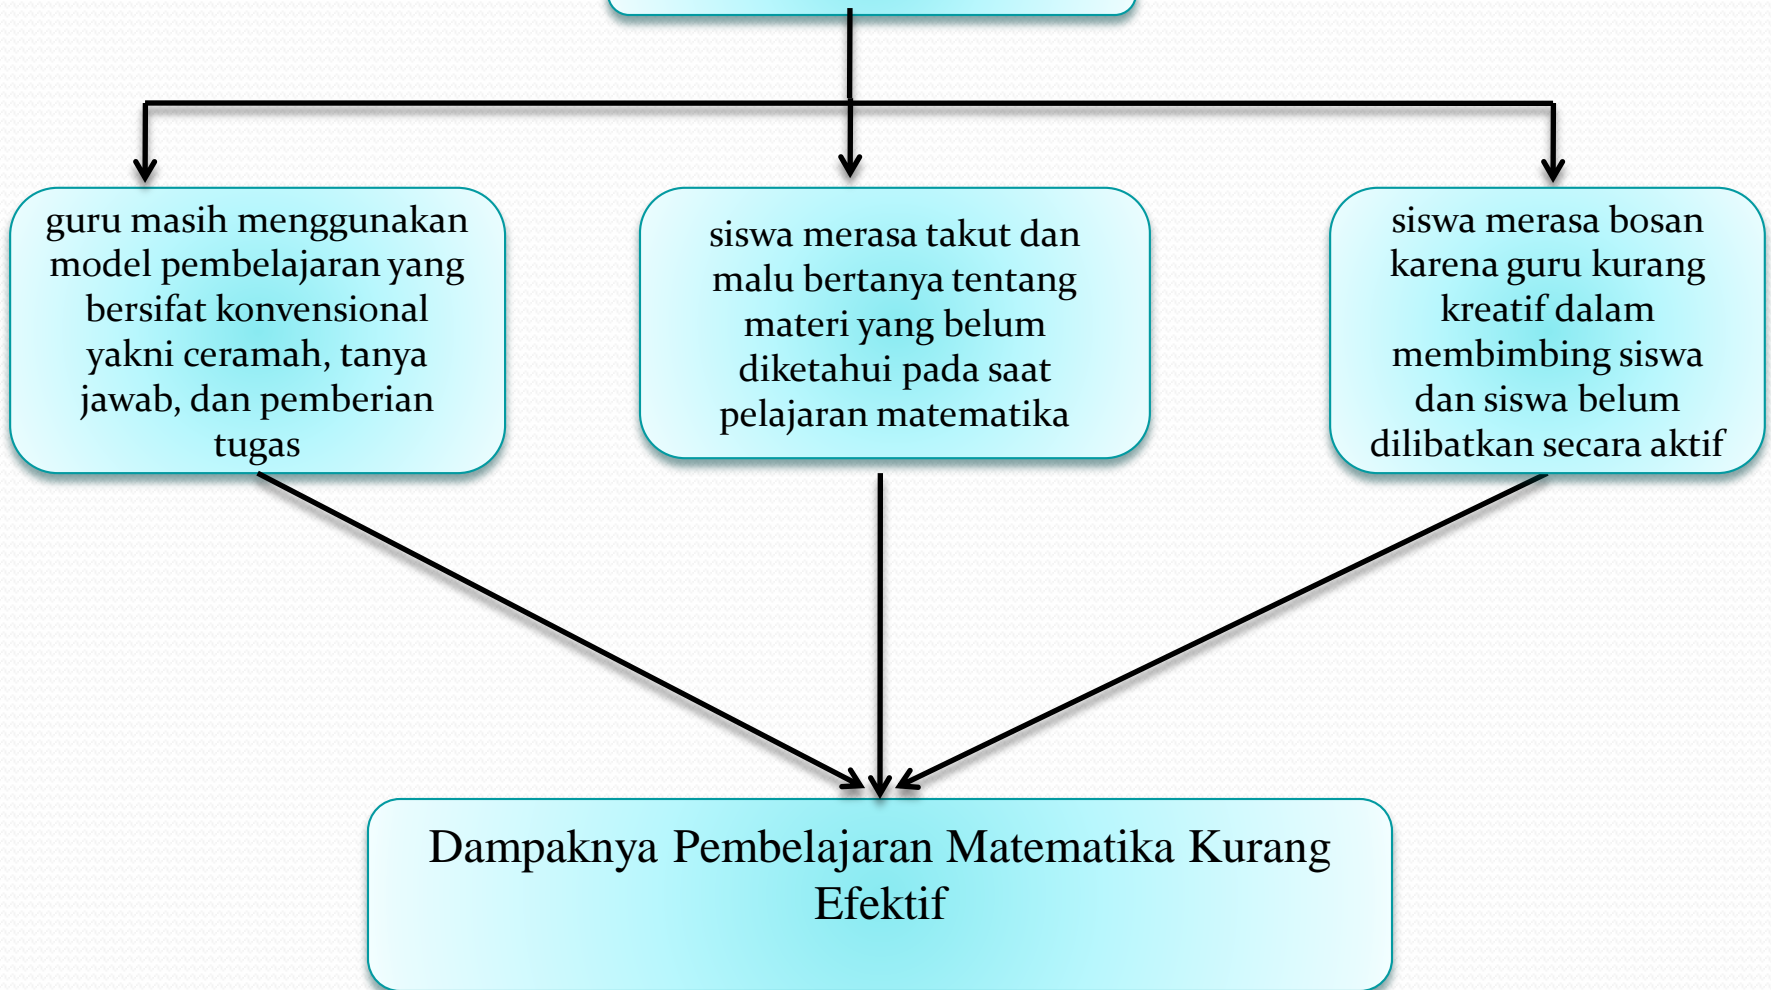 guru masih menggunakan
model pembelajaran yang
bersifat konvensional
yakni ceramah, tanya
jawab, dan pemberian
tugas
siswa merasa takut dan
malu bertanya tentang
materi yang belum
diketahui pada saat
pelajaran matematika
siswa merasa bosan
karena guru kurang
kreatif dalam
membimbing siswa
dan siswa belum
dilibatkan secara aktif
Dampaknya Pembelajaran Matematika Kurang
Efektif